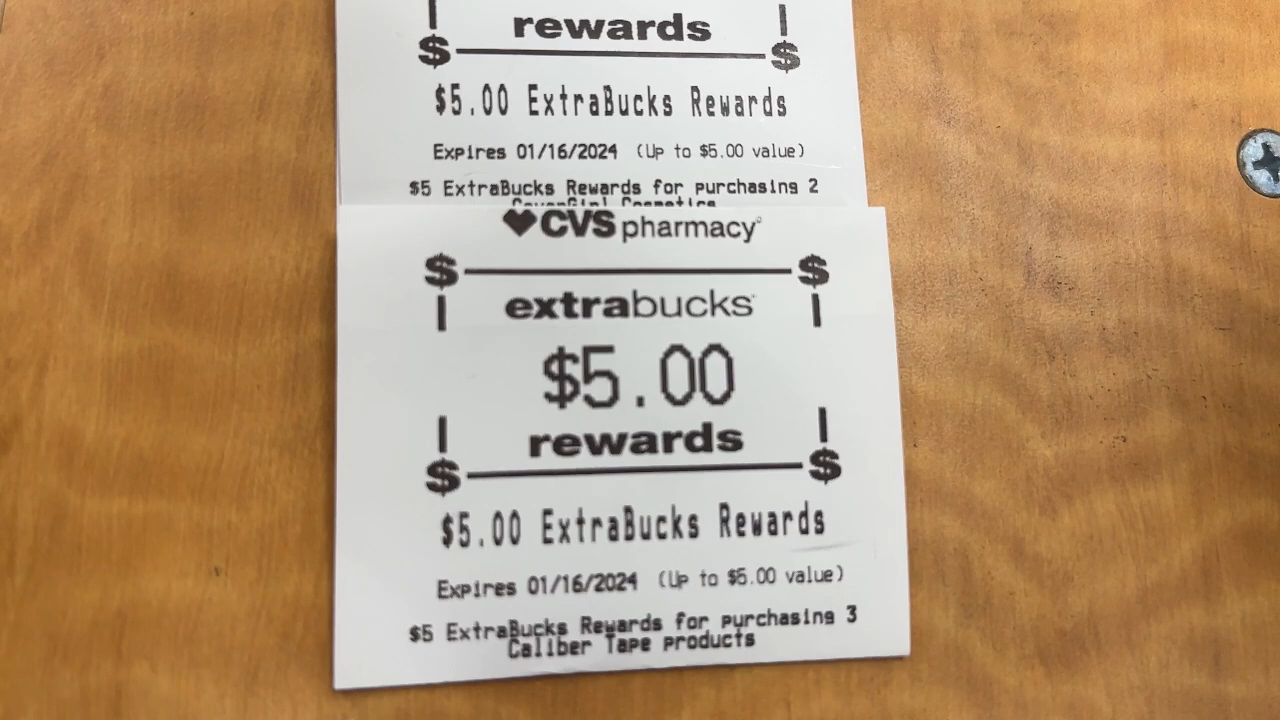 rewards
$ $
$5.00 ExtraBucks Rewards
Expires 01/16/2024 (Up to $5.00 value)
$5 ExtraBucks Rewards for purchasing 2
CoverGirl Cosmetics
CVS pharmacy
$ $
extrabucks
$5.00
rewards
$ $
$5.00 ExtraBucks Rewards
Expires 01/16/2024 (Up to $5.00 value)
$5 ExtraBucks Rewards for purchasing 3
Caliber Tape products